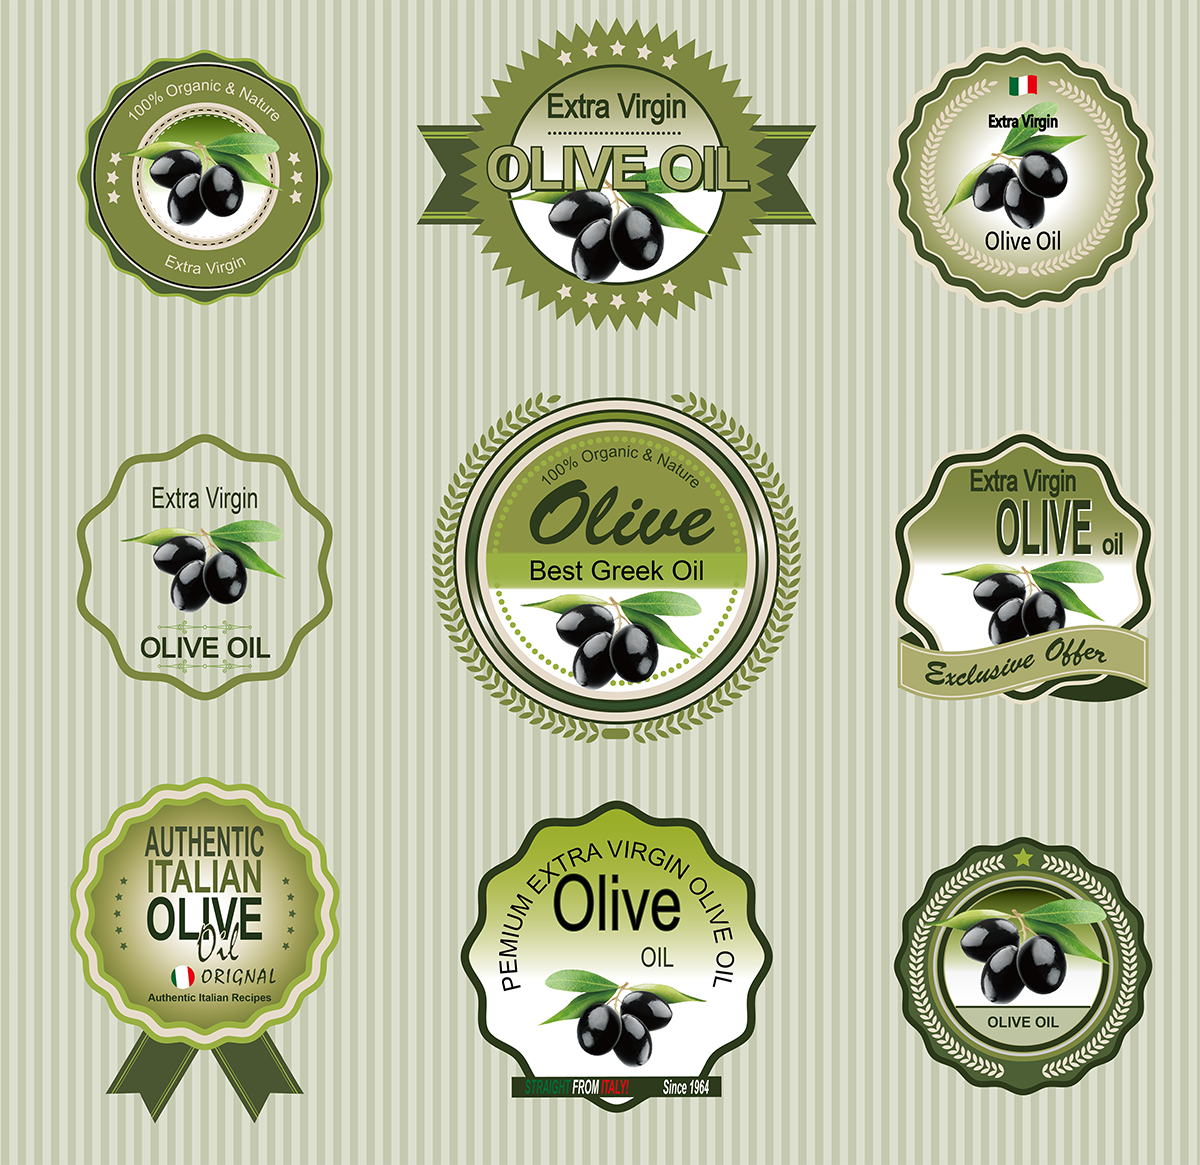 100% Organic & Nature
Extra Virgin
Extra Virgin
OLIVE OIL
Extra Virgin
Olive Oil
Extra Virgin
OLIVE OIL
100% Organic & Nature
Olive
Best Greek Oil
Extra Virgin
OLIVE oil
Exclusive Offer
AUTHENTIC
ITALIAN
OLIVE
Oil
ORIGNAL
Authentic Italian Recipes
PEMIUM EXTRA VIRGIN OLIVE OIL
Olive
OIL
STRAIGHT FROM ITALY! Since 1964
OLIVE OIL